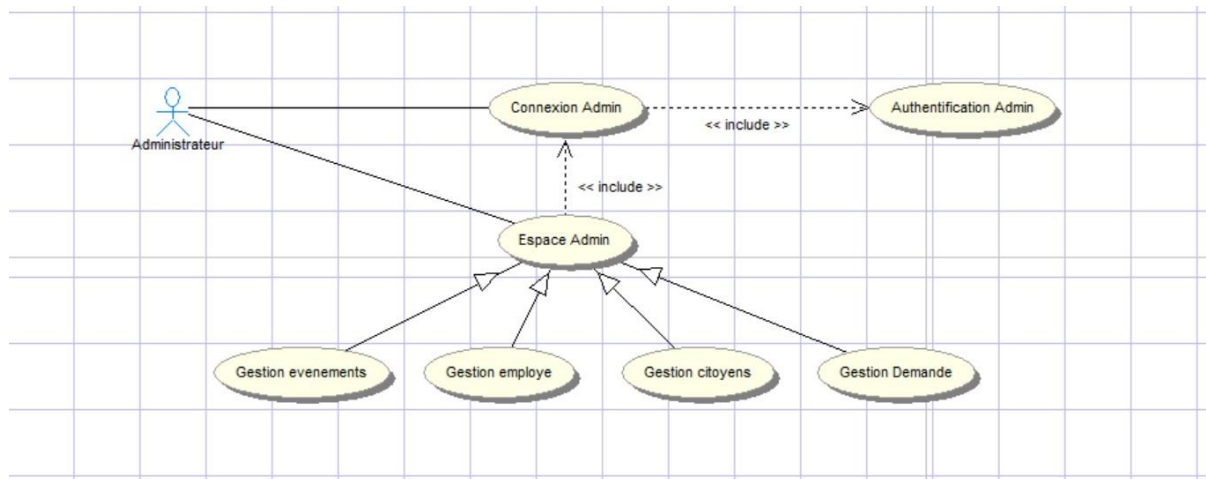 Connexion Admin
Authentification Admin
<< include >>
Administrateur
<< include >>
Espace Admin
Gestion evenements
Gestion employe
Gestion citoyens
Gestion Demande